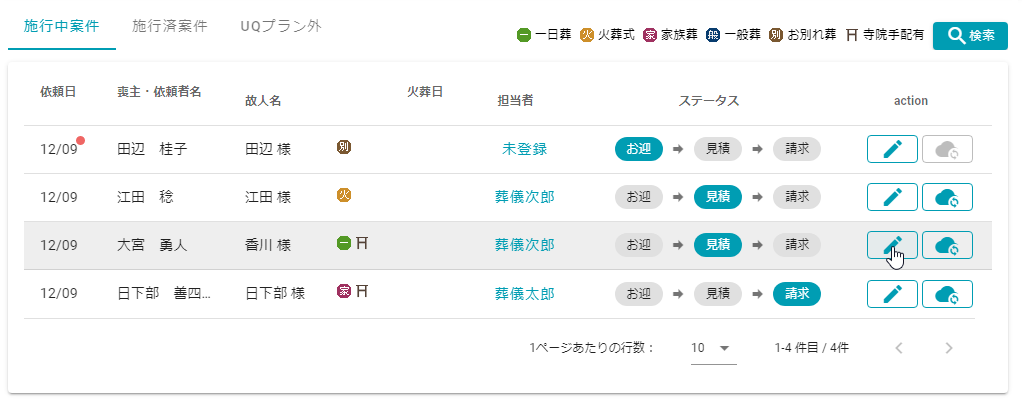 施行中案件 施行済案件 UQプラン外
一 一日葬 火 火葬式 家 家族葬 般 一般葬 別 お別れ葬 寺院手配有 検索
依頼日 喪主・依頼者名 故人名 火葬日 担当者 ステータス action
12/09 田辺 桂子 田辺 様 別 未登録 お迎 見積 請求
12/09 江田 稔 江田 様 火 葬儀次郎 お迎 見積 請求
12/09 大宮 勇人 香川 様 一 葬儀次郎 お迎 見積 請求
12/09 日下部 善四... 日下部 様 家 葬儀太郎 お迎 見積 請求
1ページあたりの行数： 10 1-4 件目 / 4件